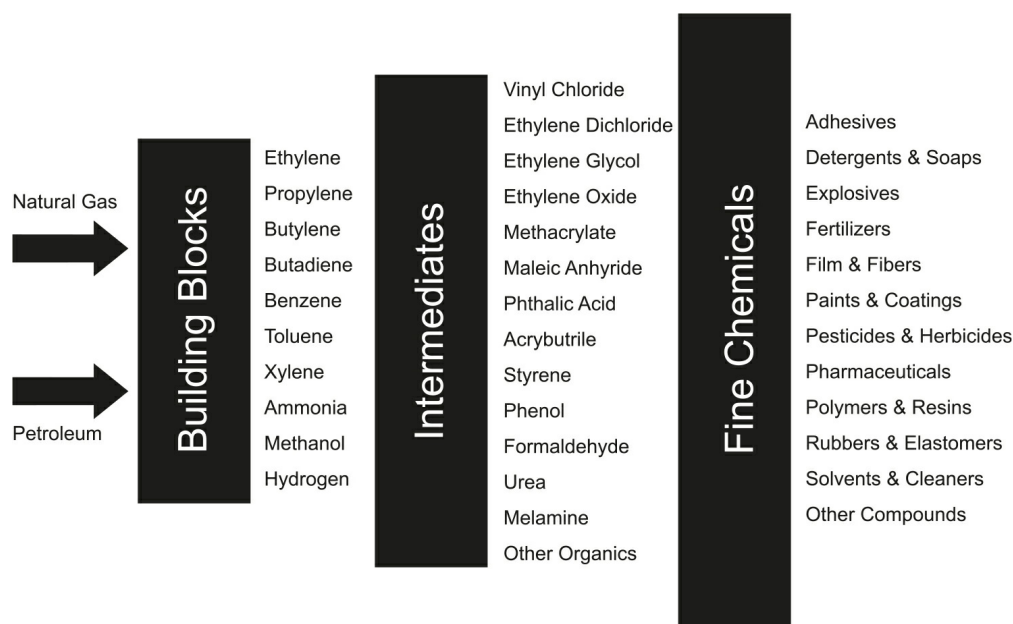 Natural Gas
Petroleum
Building Blocks
Ethylene
Propylene
Butylene
Butadiene
Benzene
Toluene
Xylene
Ammonia
Methanol
Hydrogen
Intermediates
Vinyl Chloride
Ethylene Dichloride
Ethylene Glycol
Ethylene Oxide
Methacrylate
Maleic Anhyride
Phthalic Acid
Acrybutrile
Styrene
Phenol
Formaldehyde
Urea
Melamine
Other Organics
Fine Chemicals
Adhesives
Detergents & Soaps
Explosives
Fertilizers
Film & Fibers
Paints & Coatings
Pesticides & Herbicides
Pharmaceuticals
Polymers & Resins
Rubbers & Elastomers
Solvents & Cleaners
Other Compounds